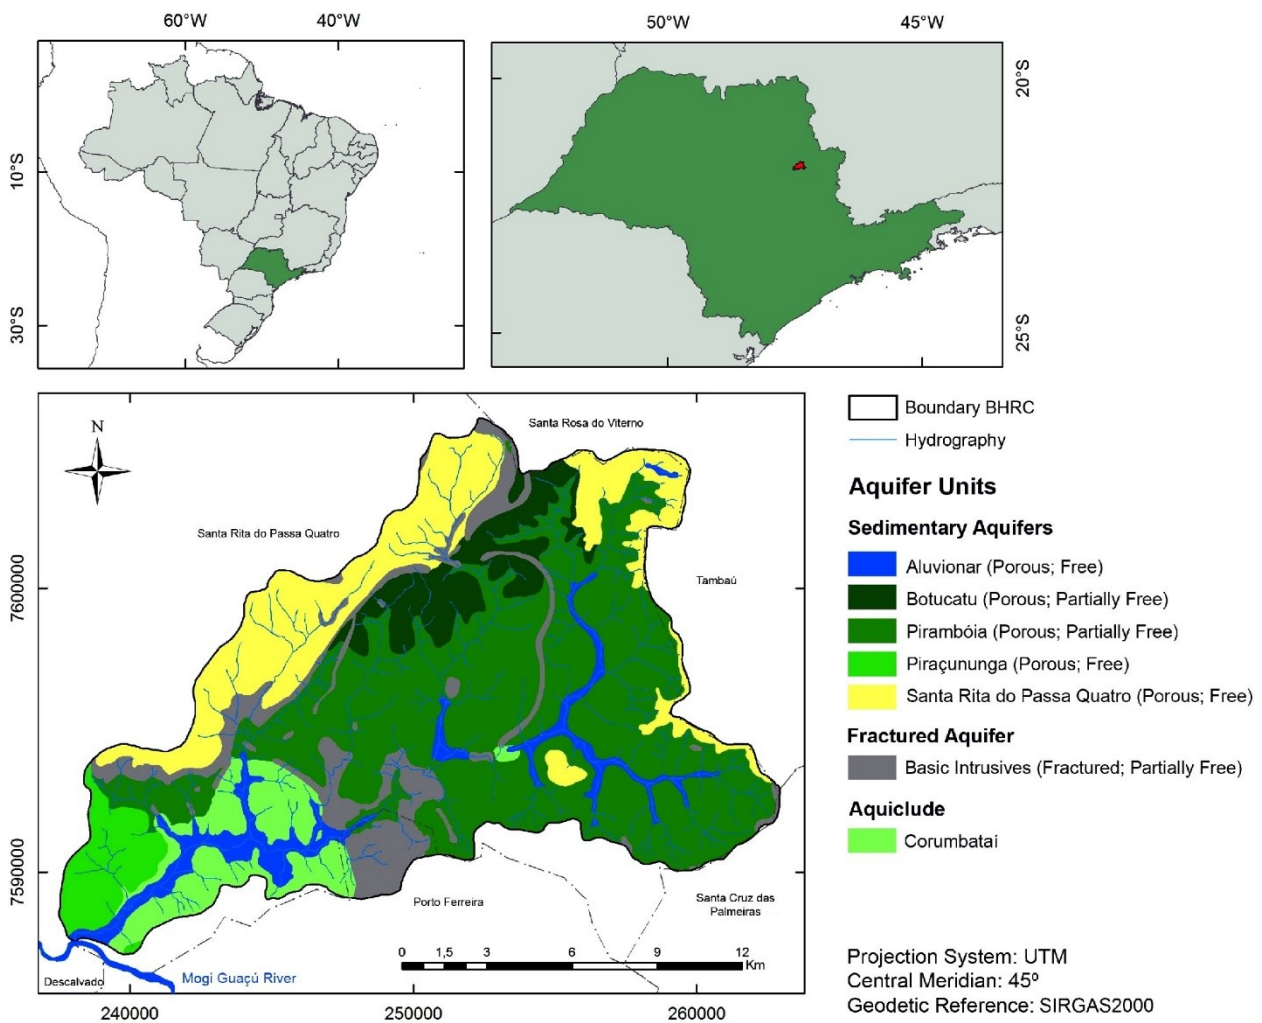 60°W
40°W
10°S
30°S
50°W
45°W
20°S
25°S
N
Santa Rosa do Viterno
Santa Rita do Passa Quatro
Tambaú
Porto Ferreira
Santa Cruz das
Palmeiras
Descalvado
Mogi Guaçú River
0 1,5 3 6 9 12
Km
7600000
7590000
240000
250000
260000
Boundary BHRC
Hydrography
Aquifer Units
Sedimentary Aquifers
Aluvionar (Porous; Free)
Botucatu (Porous; Partially Free)
Pirambóia (Porous; Partially Free)
Piraçununga (Porous; Free)
Santa Rita do Passa Quatro (Porous; Free)
Fractured Aquifer
Basic Intrusives (Fractured; Partially Free)
Aquiclude
Corumbataí
Projection System: UTM
Central Meridian: 45º
Geodetic Reference: SIRGAS2000